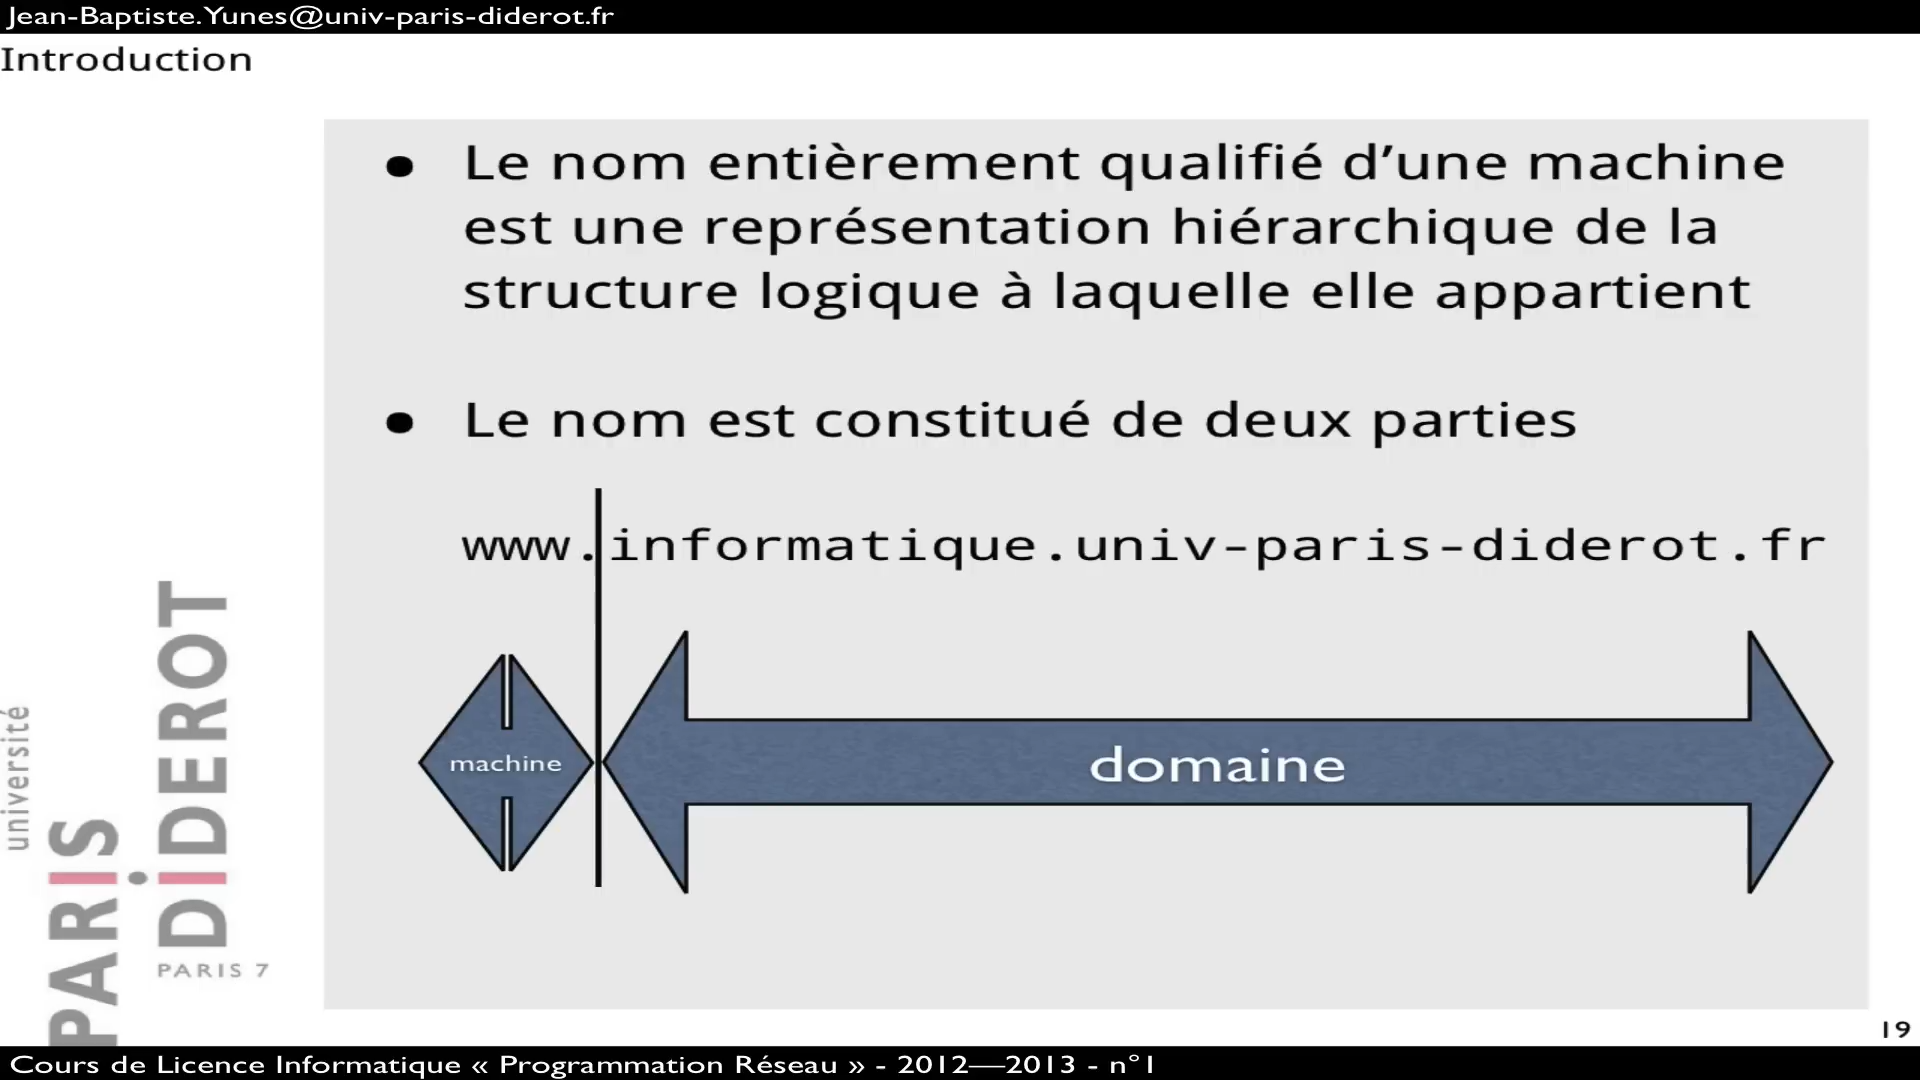 Jean-Baptiste.Yunes@univ-paris-diderot.fr
Introduction
• Le nom entièrement qualifié d’une machine
est une représentation hiérarchique de la
structure logique à laquelle elle appartient
• Le nom est constitué de deux parties
www.informatique.univ-paris-diderot.fr
machine
domaine
université
PARiS
DiDEROT
PARIS 7
19
Cours de Licence Informatique « Programmation Réseau » - 2012—2013 - n°1